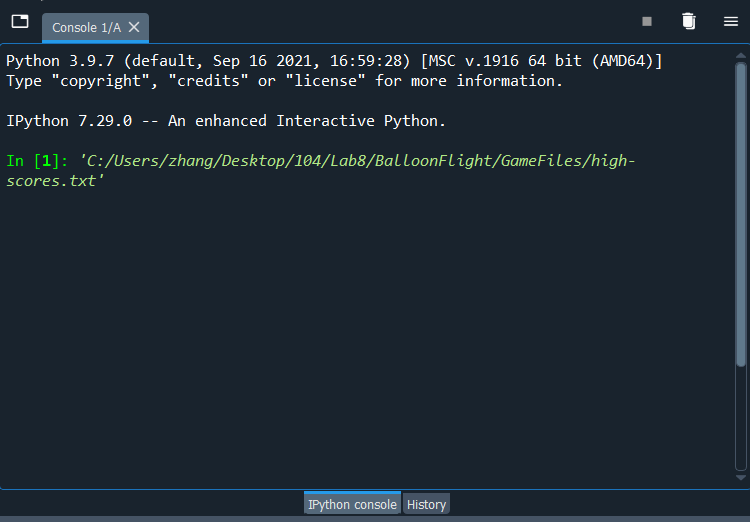 Console 1/A
Python 3.9.7 (default, Sep 16 2021, 16:59:28) [MSC v.1916 64 bit (AMD64)]
Type "copyright", "credits" or "license" for more information.
IPython 7.29.0 -- An enhanced Interactive Python.
In [1]: 'C:/Users/zhang/Desktop/104/Lab8/BalloonFlight/GameFiles/high-
scores.txt'
IPython console History